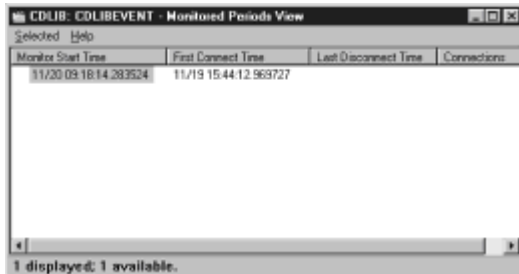 CDLIB: CDLIBEVENT - Monitored Periods View
Selected Help
Monitor Start Time First Connect Time Last Disconnect Time Connections
11/20 09:18:14.283524 11/19 15:44:12.969727
1 displayed; 1 available.